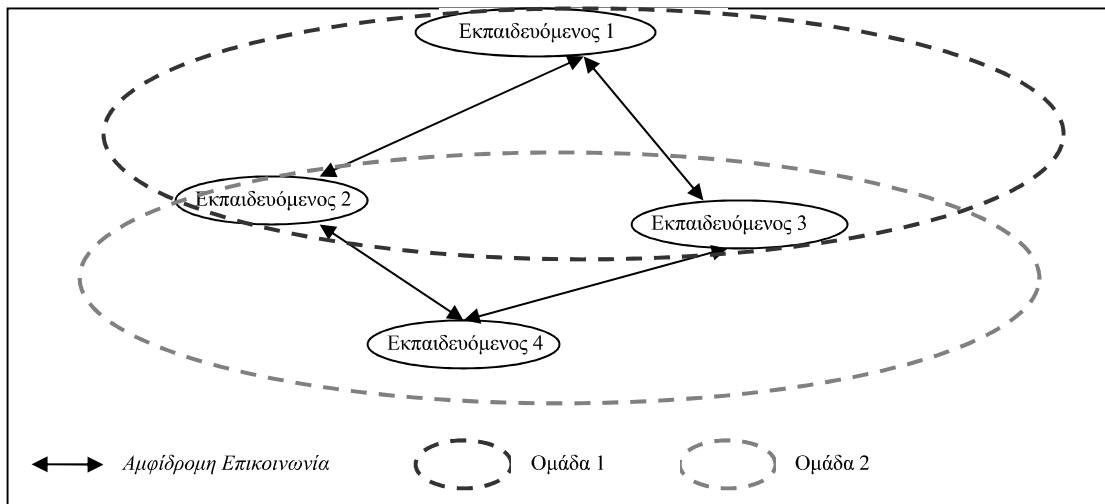 Εκπαιδευόμενος 1
Εκπαιδευόμενος 2
Εκπαιδευόμενος 3
Εκπαιδευόμενος 4
Αμφίδρομη Επικοινωνία
Ομάδα 1
Ομάδα 2